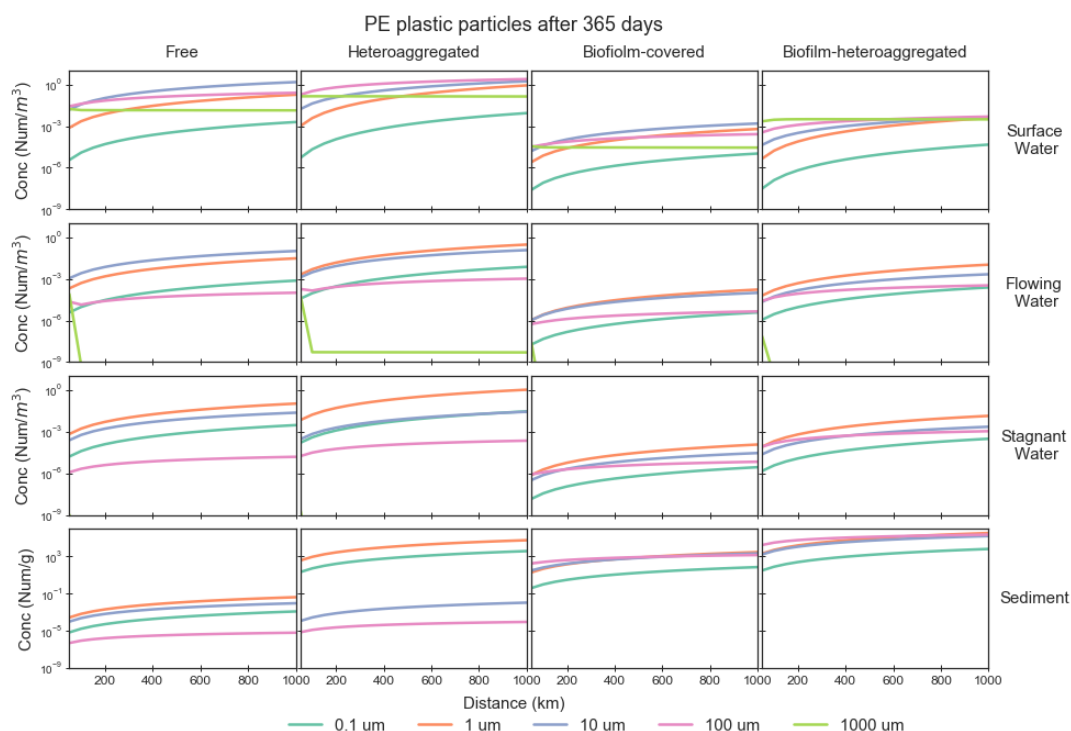 PE plastic particles after 365 days
Free Heteroaggregated Biofiolm-covered Biofilm-heteroaggregated
Conc (Num/m³)
10⁰
10⁻³
10⁻⁶
10⁻⁹
Surface
Water
Conc (Num/m³)
10⁰
10⁻³
10⁻⁶
10⁻⁹
Flowing
Water
Conc (Num/m³)
10⁰
10⁻³
10⁻⁶
10⁻⁹
Stagnant
Water
Conc (Num/g)
10³
10⁻¹
10⁻⁵
10⁻⁹
Sediment
200 400 600 800 1000 200 400 600 800 1000 200 400 600 800 1000 200 400 600 800 1000
Distance (km)
0.1 um 1 um 10 um 100 um 1000 um